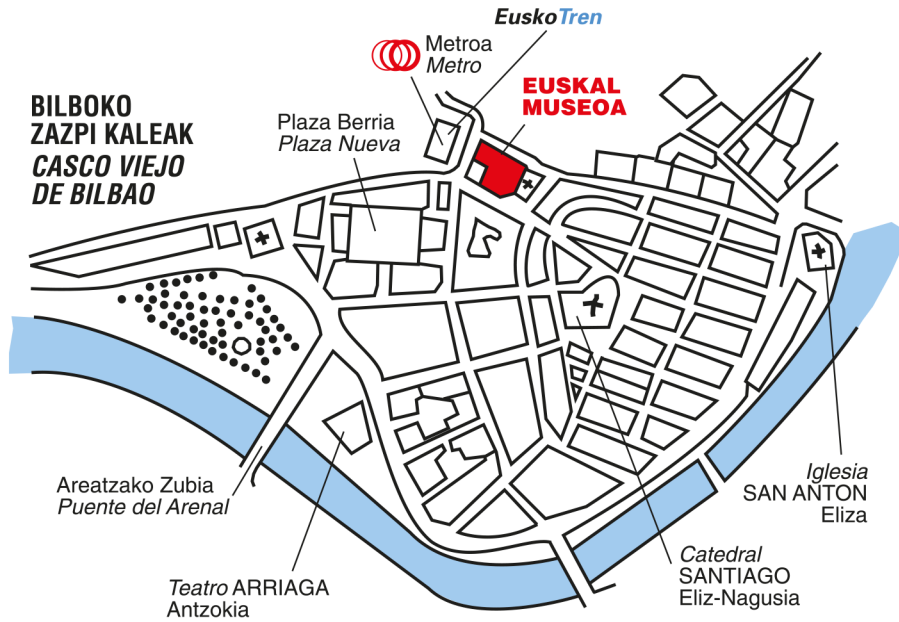 EuskoTren
Metroa
Metro
EUSKAL
MUSEOA
BILBOKO
ZAZPI KALEAK
CASCO VIEJO
DE BILBAO
Plaza Berria
Plaza Nueva
Areatzako Zubia
Puente del Arenal
Teatro ARRIAGA
Antzokia
Iglesia
SAN ANTON
Eliza
Catedral
SANTIAGO
Eliz-Nagusia